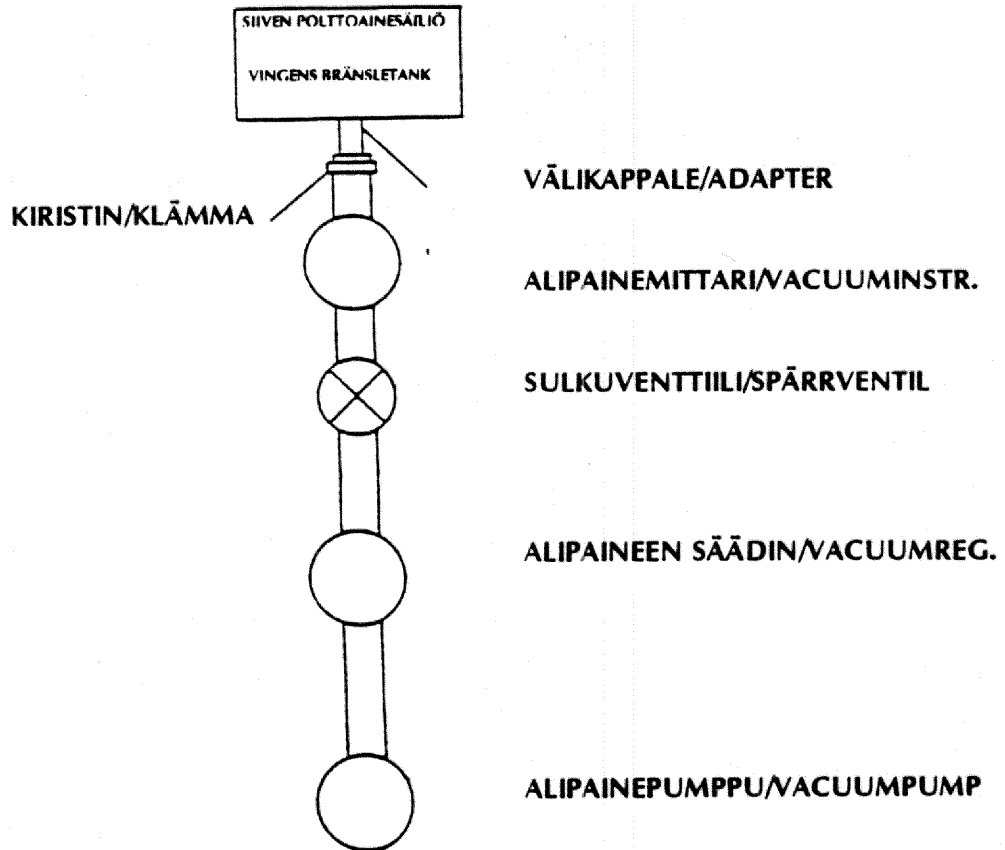 SIIVEN POLTTOAINESÄILIÖ
VINGENS BRÄNSLETANK
VÄLIKAPPALE/ADAPTER
KIRISTIN/KLÄMMA
ALIPAINEMITTARI/VACUUMINSTR.
SULKUVENTTIILI/SPÄRRVENTIL
ALIPAINEEN SÄÄDIN/VACUUMREG.
ALIPAINEPUMPPU/VACUUMPUMP